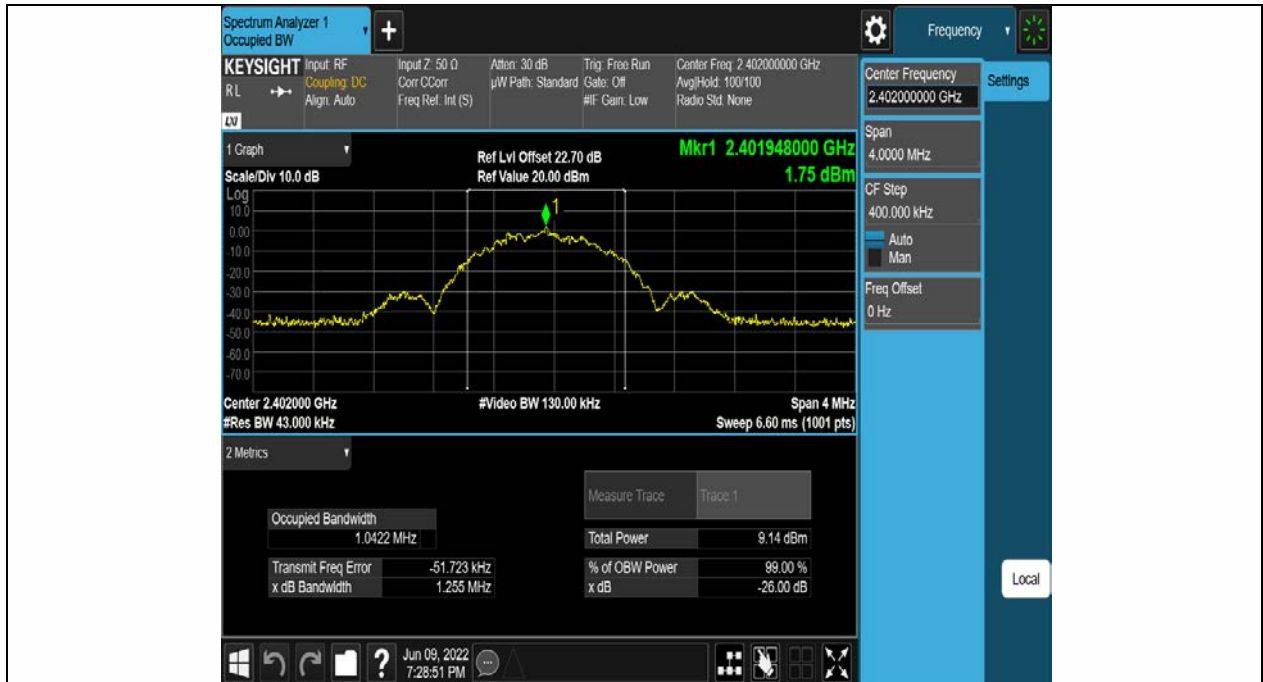 Spectrum Analyzer 1
Occupied BW
+
Frequency
KEYSIGHT
RL
LXI
Input: RF
Coupling: DC
Align: Auto
Input Z: 50 Ω
Corr CCorr
Freq Ref: Int (S)
Atten: 30 dB
µW Path: Standard
Trig: Free Run
Gate: Off
#IF Gain: Low
Center Freq: 2.402000000 GHz
Avg|Hold: 100/100
Radio Std: None
Center Frequency
2.402000000 GHz
Settings
Span
4.0000 MHz
CF Step
400.000 kHz
Auto
Man
Freq Offset
0 Hz
Local
1 Graph
Scale/Div 10.0 dB
Ref Lvl Offset 22.70 dB
Ref Value 20.00 dBm
Mkr1 2.401948000 GHz
1.75 dBm
Log
1
10.0
0.00
-10.0
-20.0
-30.0
-40.0
-50.0
-60.0
-70.0
Center 2.402000 GHz
#Res BW 43.000 kHz
#Video BW 130.00 kHz
Span 4 MHz
Sweep 6.60 ms (1001 pts)
2 Metrics
Measure Trace Trace 1
Occupied Bandwidth
1.0422 MHz
Total Power 9.14 dBm
Transmit Freq Error -51.723 kHz
% of OBW Power 99.00 %
x dB Bandwidth 1.255 MHz
x dB -26.00 dB
?
Jun 09, 2022
7:28:51 PM